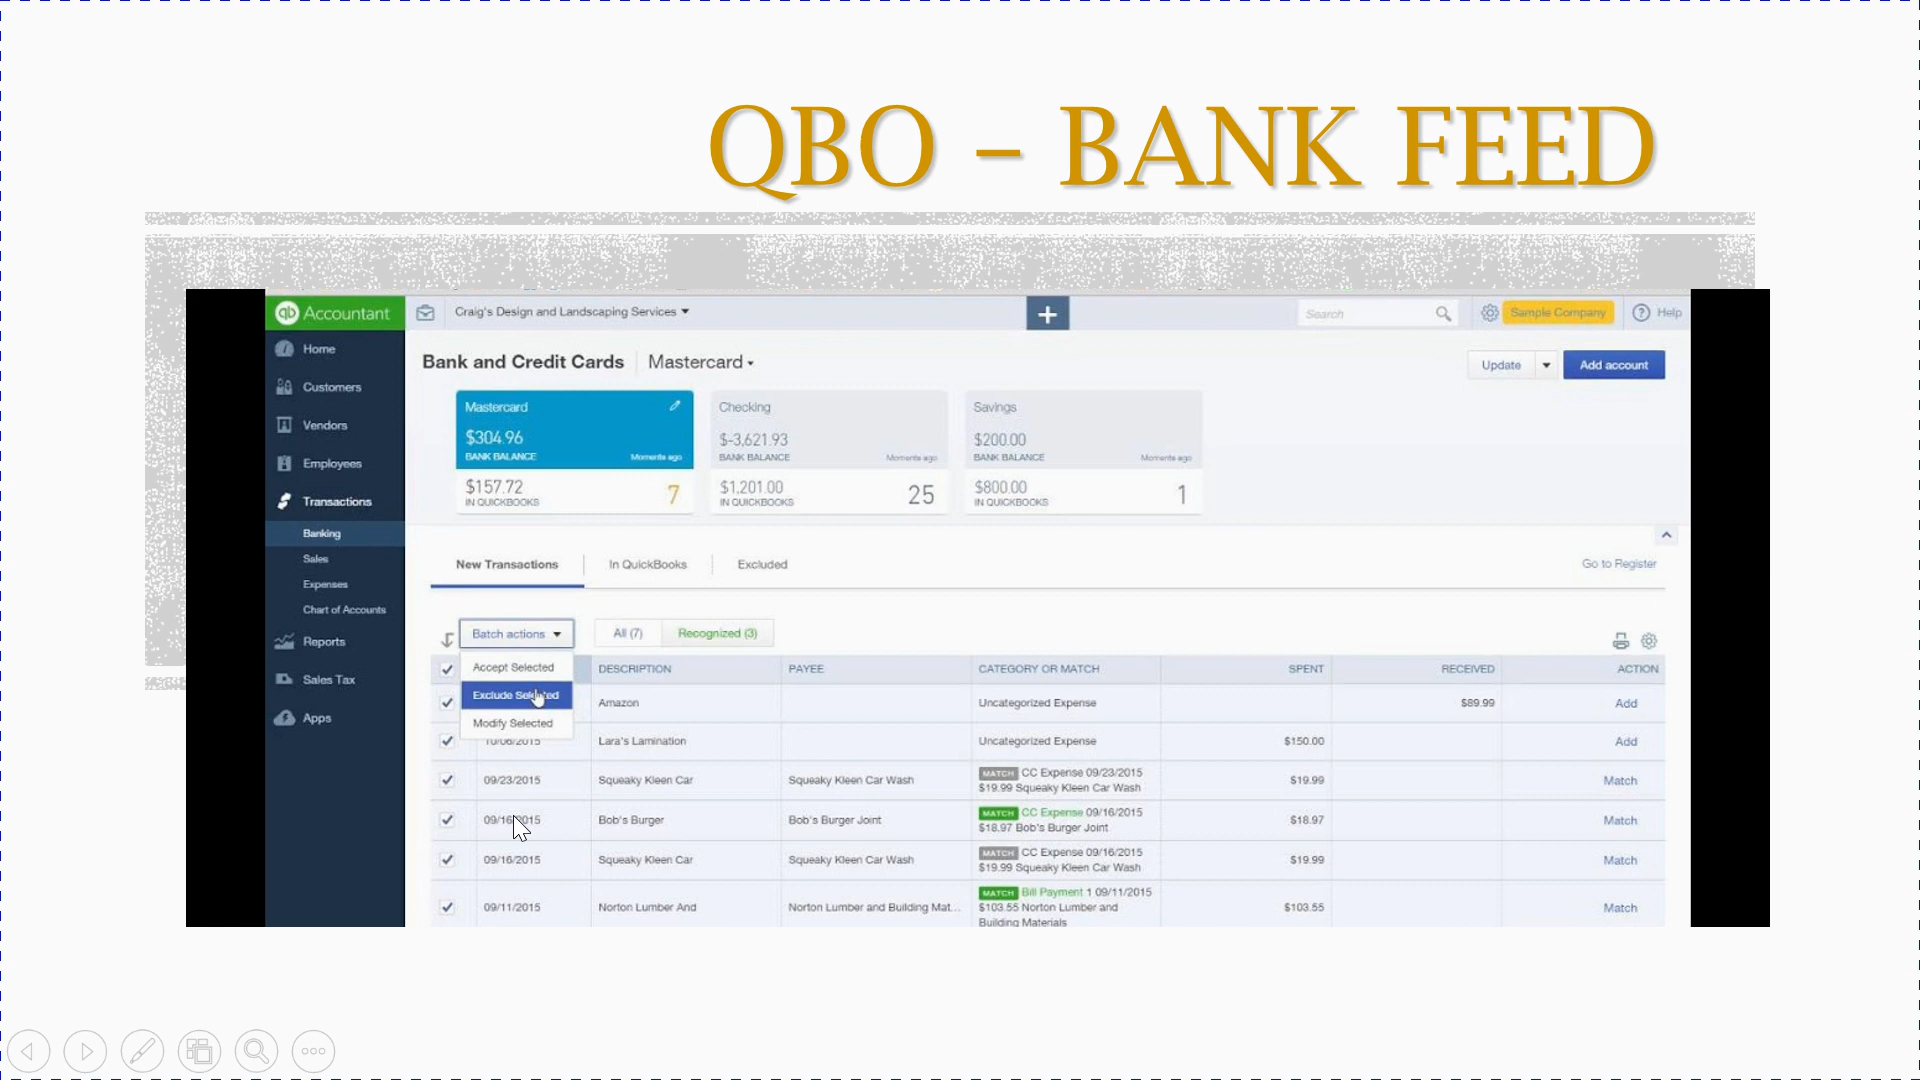 QBO – BANK FEED
qb Accountant
Craig's Design and Landscaping Services
Search
Sample Company
Help
Home
Customers
Vendors
Employees
Transactions
Banking
Sales
Expenses
Chart of Accounts
Reports
Sales Tax
Apps
Bank and Credit Cards Mastercard
Update
Add account
Mastercard
$304.96
BANK BALANCE Moments ago
$157.72
IN QUICKBOOKS
7
Checking
$-3,621.93
BANK BALANCE Moments ago
$1,201.00
IN QUICKBOOKS
25
Savings
$200.00
BANK BALANCE Moments ago
$800.00
IN QUICKBOOKS
1
New Transactions In QuickBooks Excluded Go to Register
Batch actions All (7) Recognized (3)
Accept Selected
Exclude Selected
Modify Selected
DESCRIPTION PAYEE CATEGORY OR MATCH SPENT RECEIVED ACTION
Amazon Uncategorized Expense $89.99 Add
10/06/2015 Lara's Lamination Uncategorized Expense $150.00 Add
09/23/2015 Squeaky Kleen Car Squeaky Kleen Car Wash MATCH CC Expense 09/23/2015 $19.99 Match
$19.99 Squeaky Kleen Car Wash
09/16/2015 Bob's Burger Bob's Burger Joint MATCH CC Expense 09/16/2015 $18.97 Match
$18.97 Bob's Burger Joint
09/16/2015 Squeaky Kleen Car Squeaky Kleen Car Wash MATCH CC Expense 09/16/2015 $19.99 Match
$19.99 Squeaky Kleen Car Wash
MATCH Bill Payment 1 09/11/2015
09/11/2015 Norton Lumber And Norton Lumber and Building Mat... $103.55 Norton Lumber and $103.55 Match
Building Materials